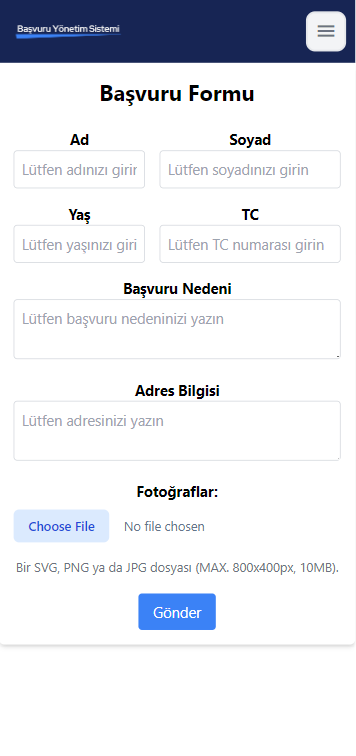 Başvuru Yönetim Sistemi
Başvuru Formu
Ad Soyad
Lütfen adınızı girin Lütfen soyadınızı girin
Yaş TC
Lütfen yaşınızı giri Lütfen TC numarası girin
Başvuru Nedeni
Lütfen başvuru nedeninizi yazın
Adres Bilgisi
Lütfen adresinizi yazın
Fotoğraflar:
Choose File No file chosen
Bir SVG, PNG ya da JPG dosyası (MAX. 800x400px, 10MB).
Gönder